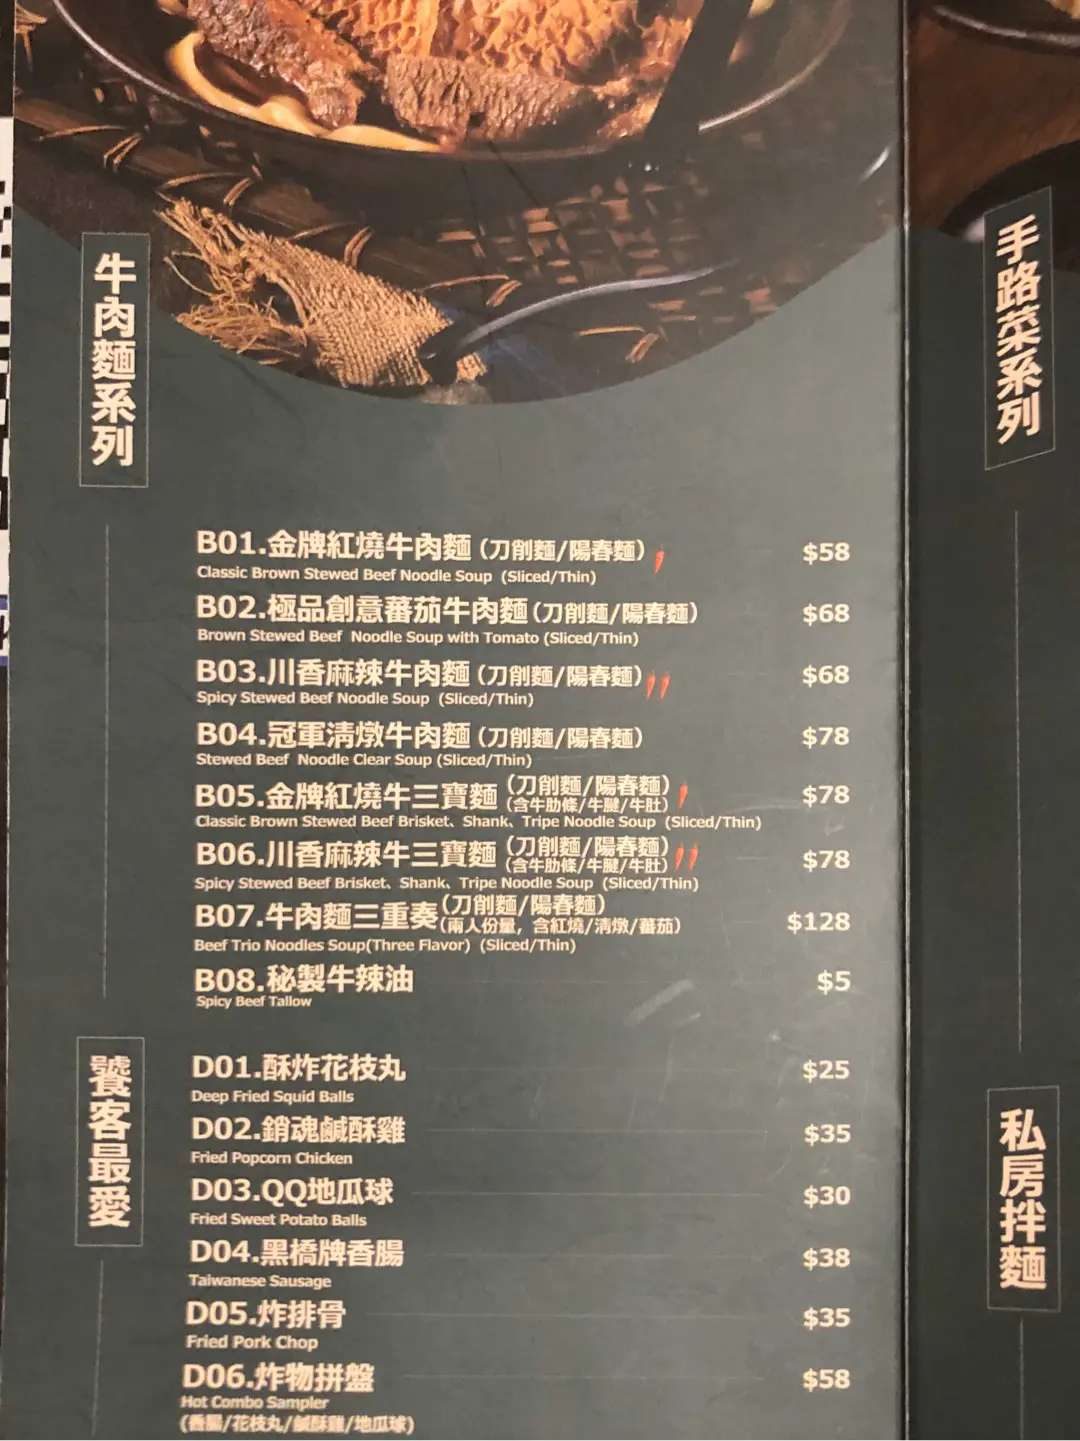 牛肉麵系列
B01.金牌紅燒牛肉麵(刀削麵/陽春麵) $58
Classic Brown Stewed Beef Noodle Soup (Sliced/Thin)
B02.極品創意蕃茄牛肉麵(刀削麵/陽春麵) $68
Brown Stewed Beef Noodle Soup with Tomato (Sliced/Thin)
B03.川香麻辣牛肉麵(刀削麵/陽春麵) $68
Spicy Stewed Beef Noodle Soup (Sliced/Thin)
B04.冠軍清燉牛肉麵(刀削麵/陽春麵) $78
Stewed Beef Noodle Clear Soup (Sliced/Thin)
B05.金牌紅燒牛三寶麵(刀削麵/陽春麵) $78
(含牛肋條/牛腱/牛肚)
Classic Brown Stewed Beef Brisket、Shank、Tripe Noodle Soup (Sliced/Thin)
B06.川香麻辣牛三寶麵(刀削麵/陽春麵) $78
(含牛肋條/牛腱/牛肚)
Spicy Stewed Beef Brisket、Shank、Tripe Noodle Soup (Sliced/Thin)
B07.牛肉麵三重奏(刀削麵/陽春麵) $128
(兩人份量，含紅燒/清燉/蕃茄)
Beef Trio Noodles Soup(Three Flavor) (Sliced/Thin)
B08.秘製牛辣油 $5
Spicy Beef Tallow
饕客最愛
D01.酥炸花枝丸 $25
Deep Fried Squid Balls
D02.銷魂鹹酥雞 $35
Fried Popcorn Chicken
D03.QQ地瓜球 $30
Fried Sweet Potato Balls
D04.黑橋牌香腸 $38
Taiwanese Sausage
D05.炸排骨 $35
Fried Pork Chop
D06.炸物拼盤 $58
Hot Combo Sampler
(香腸/花枝丸/鹹酥雞/地瓜球)
手路菜系列
私房拌麵